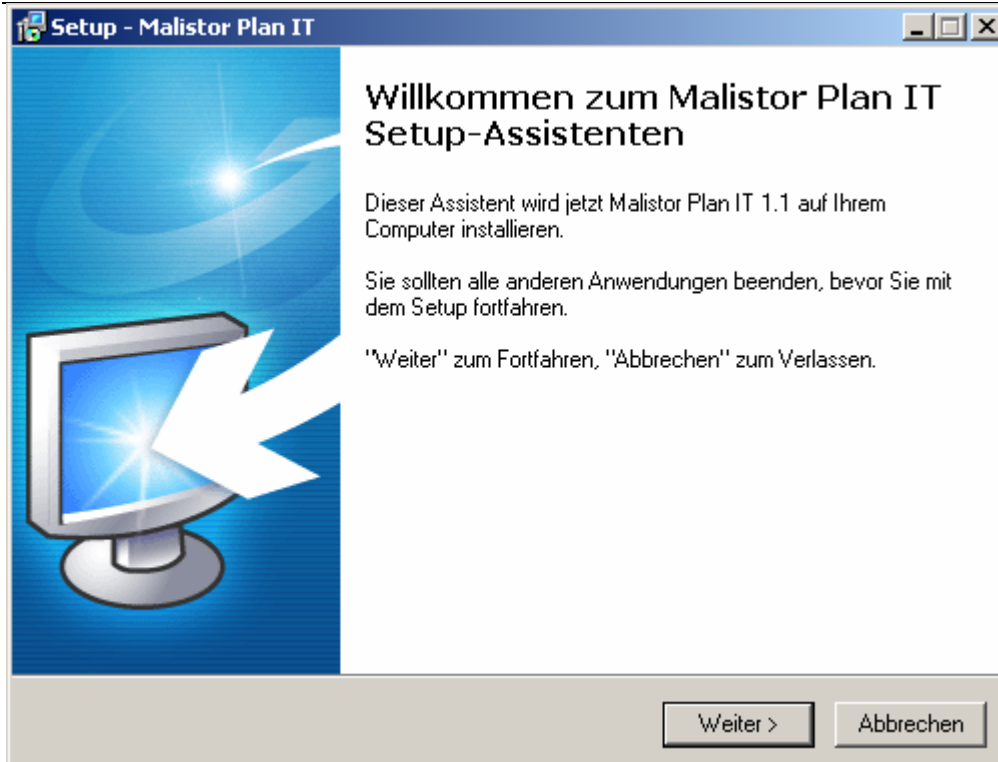 Setup - Malistor Plan IT
Willkommen zum Malistor Plan IT
Setup-Assistenten
Dieser Assistent wird jetzt Malistor Plan IT 1.1 auf Ihrem
Computer installieren.
Sie sollten alle anderen Anwendungen beenden, bevor Sie mit
dem Setup fortfahren.
"Weiter" zum Fortfahren, "Abbrechen" zum Verlassen.
Weiter >
Abbrechen